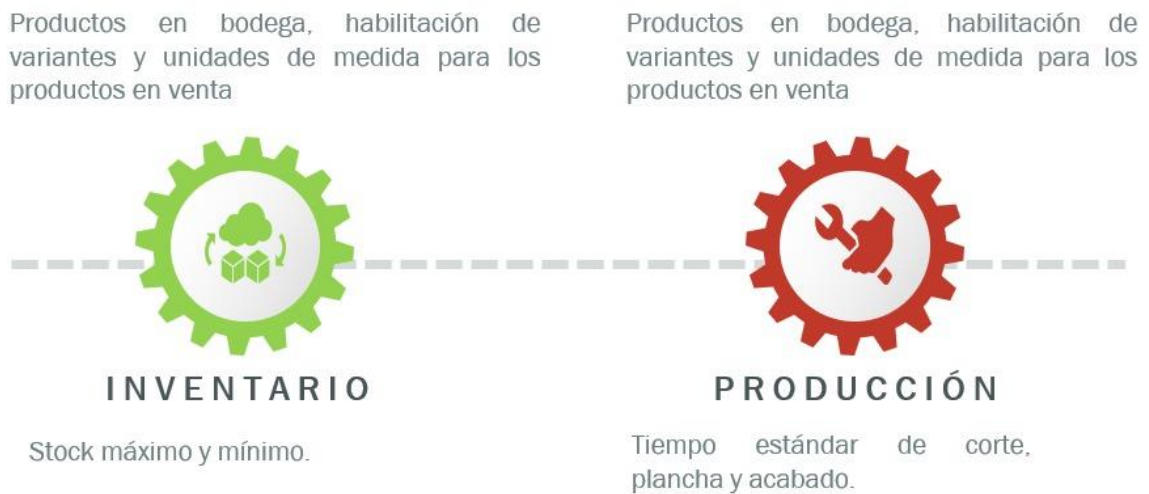 Productos en bodega, habilitación de
variantes y unidades de medida para los
productos en venta
INVENTARIO
Stock máximo y mínimo.
Productos en bodega, habilitación de
variantes y unidades de medida para los
productos en venta
PRODUCCIÓN
Tiempo estándar de corte,
plancha y acabado.